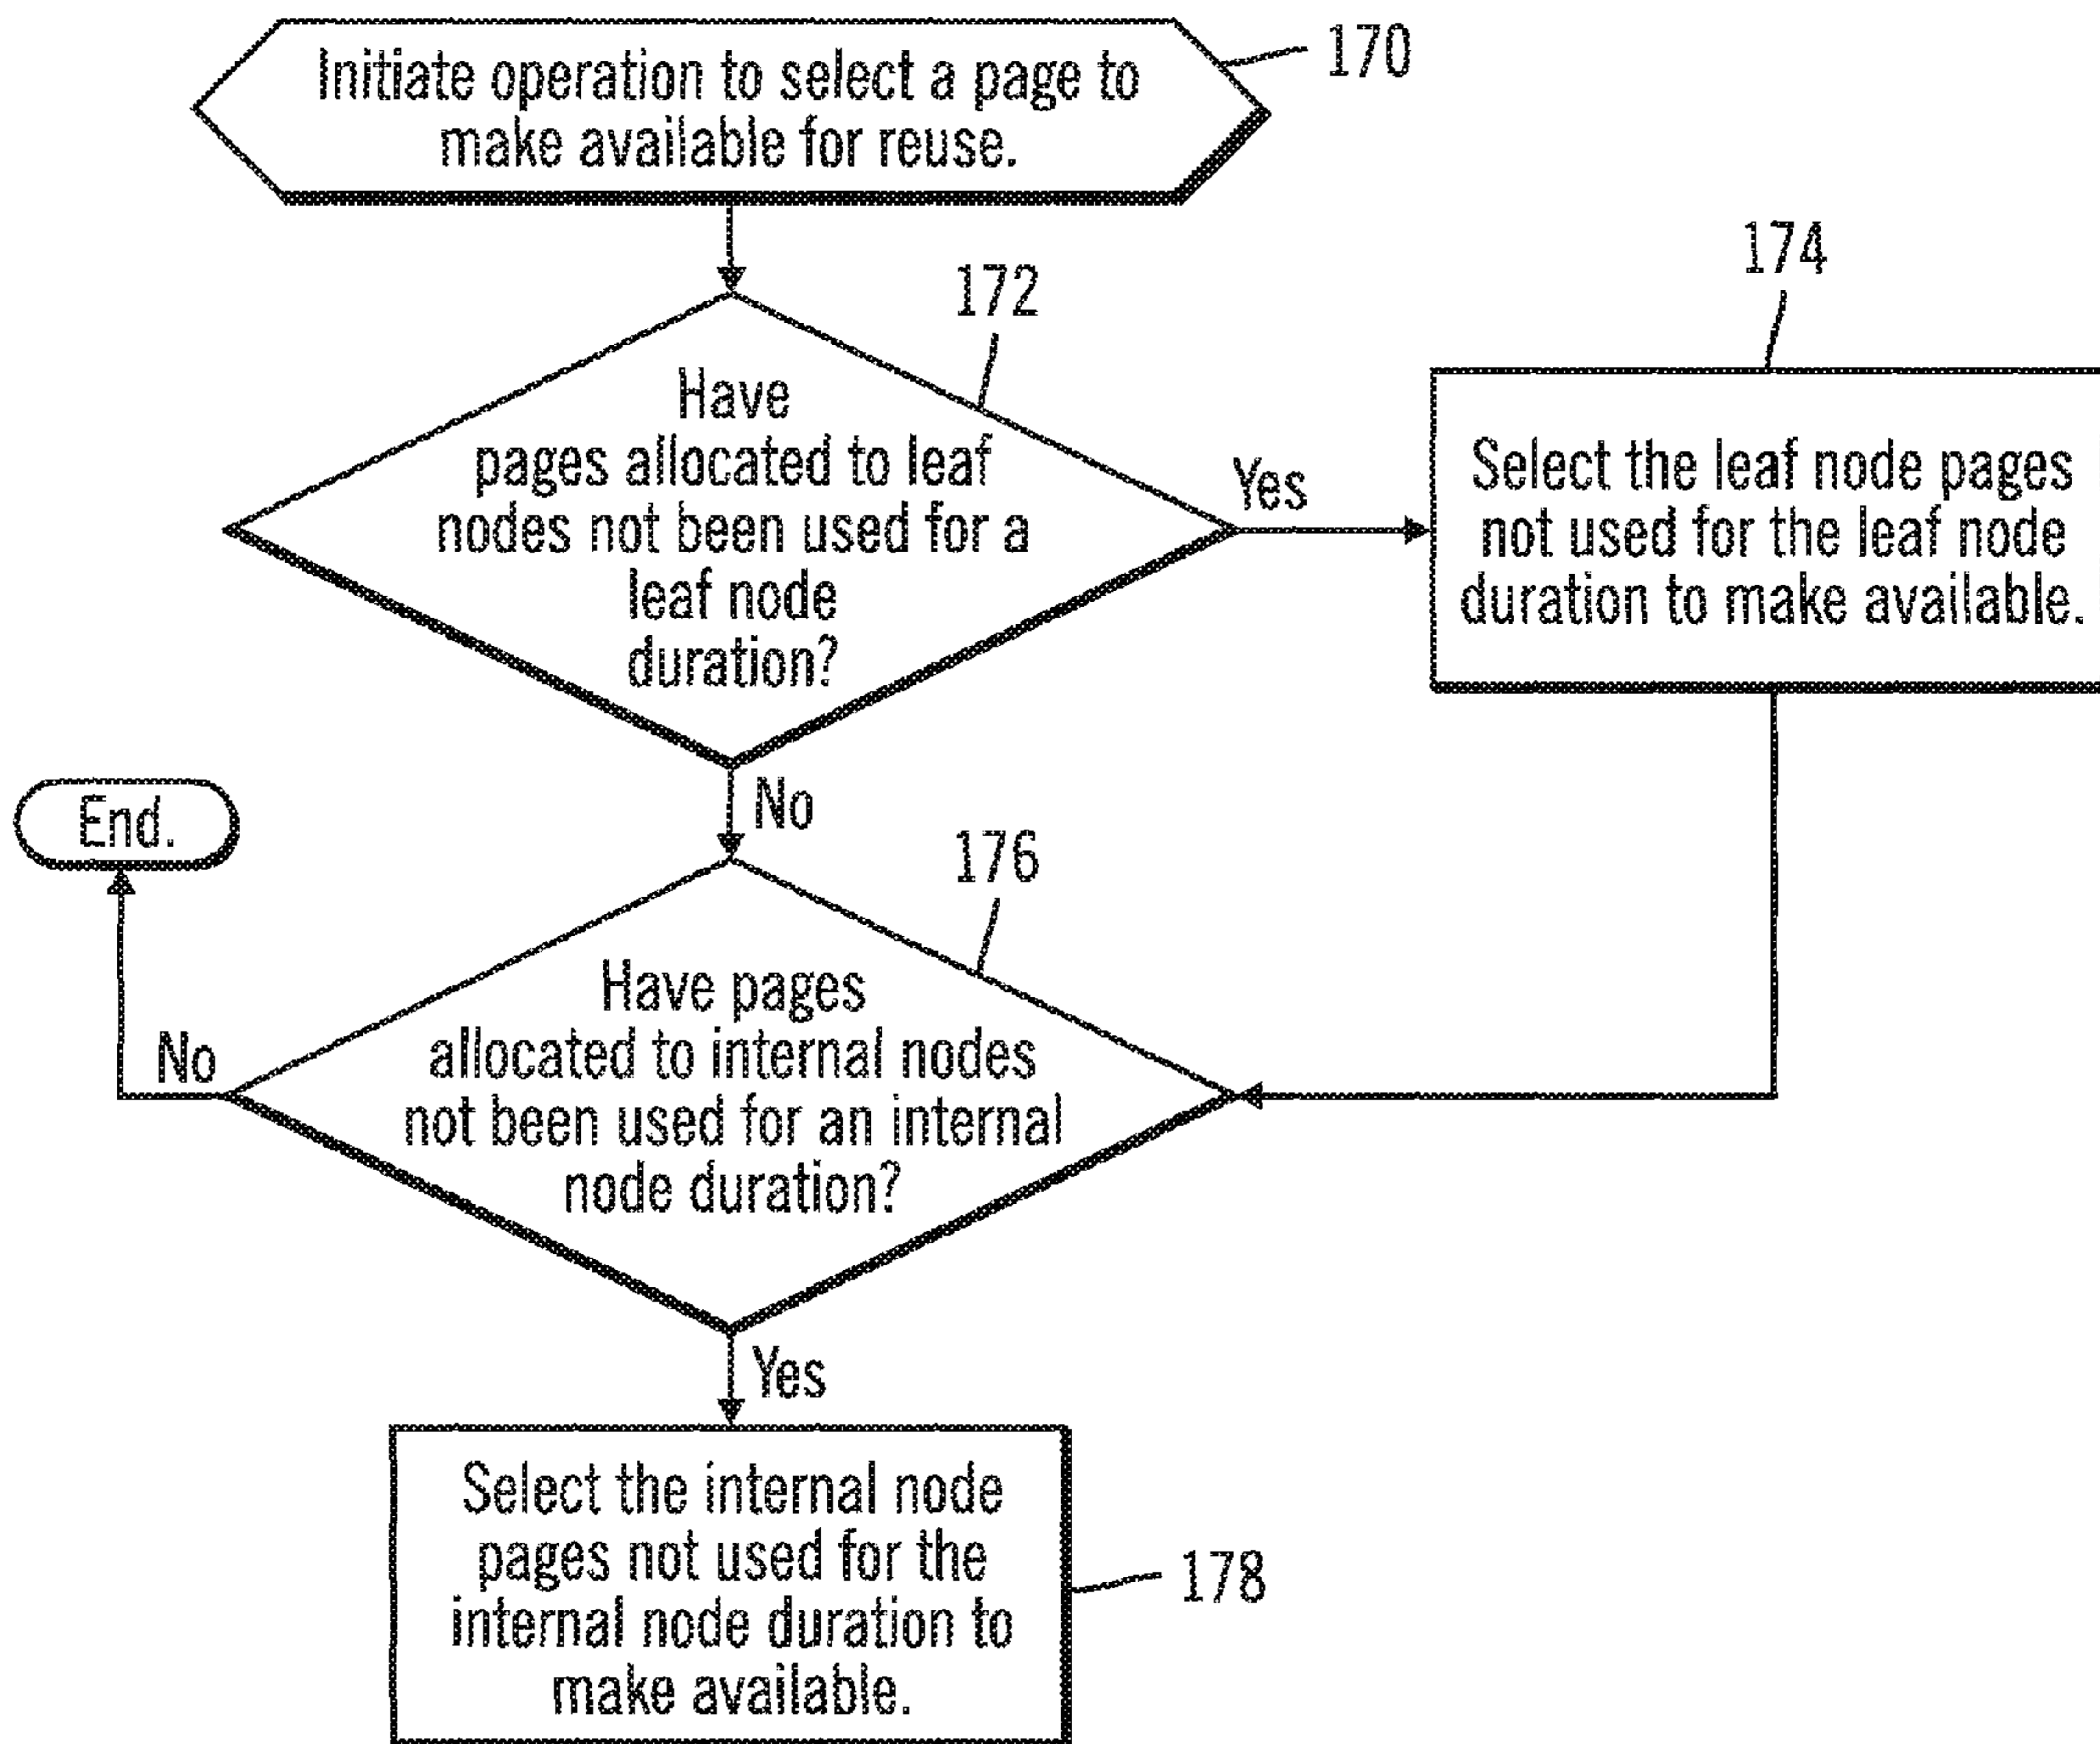 Initiate operation to select a page to
make available for reuse.
170
172
Have
pages allocated to leaf
nodes not been used for a
leaf node
duration?
Yes
174
Select the leaf node pages
not used for the leaf node
duration to make available.
No
End.
176
Have pages
allocated to internal nodes
not been used for an internal
node duration?
No
Yes
Select the internal node
pages not used for the
internal node duration to
make available.
178